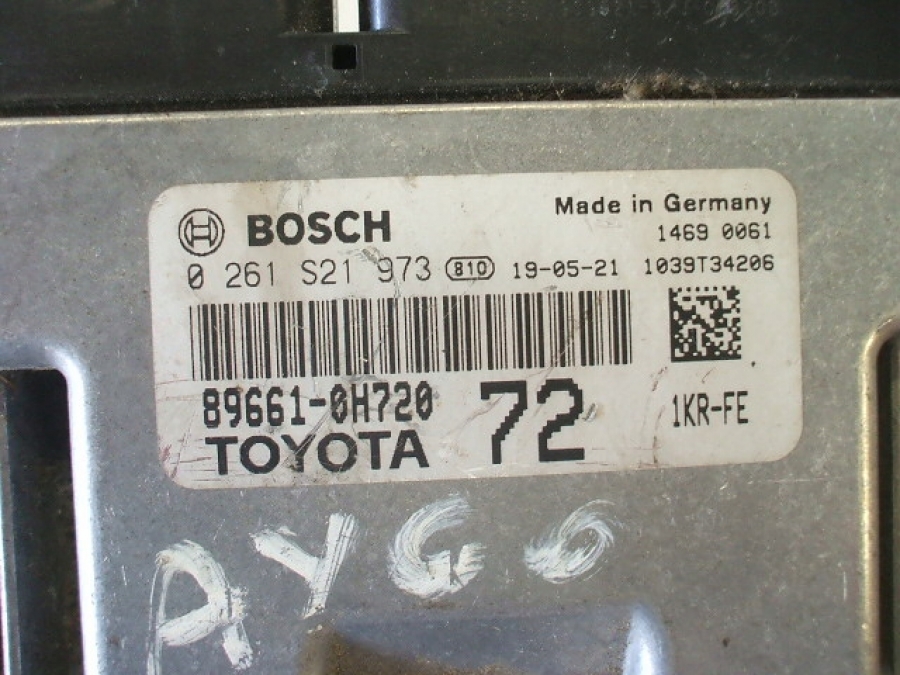 BOSCH
Made in Germany
1469 0061
0 261 S21 973 810 19-05-21 1039T34206
89661-0H720
72
1KR-FE
TOYOTA
AYGO